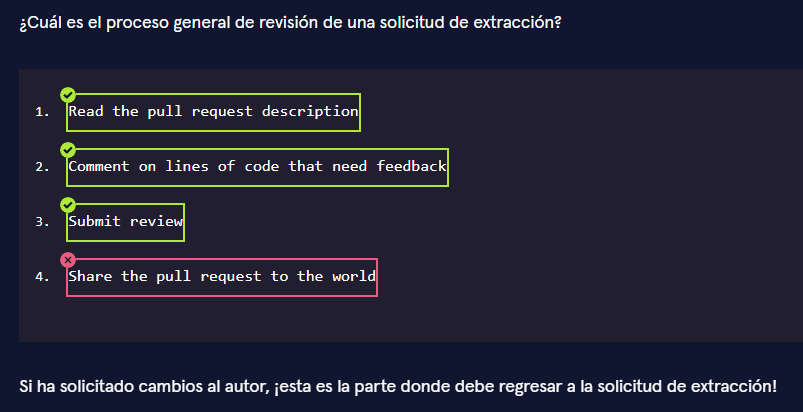 ¿Cuál es el proceso general de revisión de una solicitud de extracción?
1. Read the pull request description
2. Comment on lines of code that need feedback
3. Submit review
4. Share the pull request to the world
Si ha solicitado cambios al autor, ¡esta es la parte donde debe regresar a la solicitud de extracción!